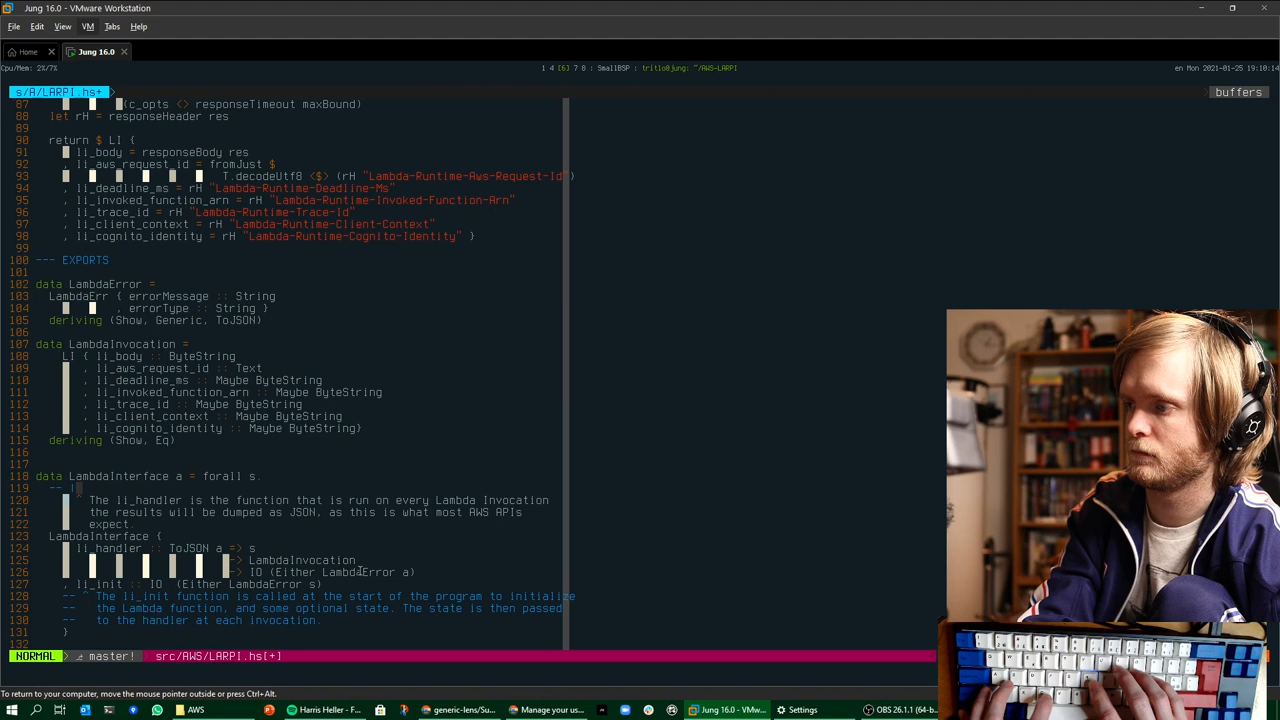 Jung 16.0 - VMware Workstation
File Edit View VM Tabs Help
Home Jung 16.0
Cpu/Mem: 2%/7%
1 4 [6] 7 8 : SmallBSP : tritlo@jung: ~/AWS-LARPI
en Mon 2021-01-25 19:10:14
s/A/LARPI.hs+
buffers
87 (c_opts <> responseTimeout maxBound)
88 let rH = responseHeader res
89
90 return $ LI {
91 li_body = responseBody res
92 , li_aws_request_id = fromJust $
93 T.decodeUtf8 <$> (rH "Lambda-Runtime-Aws-Request-Id")
94 , li_deadline_ms = rH "Lambda-Runtime-Deadline-Ms"
95 , li_invoked_function_arn = rH "Lambda-Runtime-Invoked-Function-Arn"
96 , li_trace_id = rH "Lambda-Runtime-Trace-Id"
97 , li_client_context = rH "Lambda-Runtime-Client-Context"
98 , li_cognito_identity = rH "Lambda-Runtime-Cognito-Identity" }
99
100 --- EXPORTS
101
102 data LambdaError =
103 LambdaErr { errorMessage :: String
104 , errorType :: String }
105 deriving (Show, Generic, ToJSON)
106
107 data LambdaInvocation =
108 LI { li_body :: ByteString
109 , li_aws_request_id :: Text
110 , li_deadline_ms :: Maybe ByteString
111 , li_invoked_function_arn :: Maybe ByteString
112 , li_trace_id :: Maybe ByteString
113 , li_client_context :: Maybe ByteString
114 , li_cognito_identity :: Maybe ByteString}
115 deriving (Show, Eq)
116
117
118 data LambdaInterface a = forall s.
119 -- |
120 ^ The li_handler is the function that is run on every Lambda Invocation
121 the results will be dumped as JSON, as this is what most AWS APIs
122 expect.
123 LambdaInterface {
124 li_handler :: ToJSON a => s
125 -> LambdaInvocation
126 -> IO (Either LambdaError a)
127 , li_init :: IO (Either LambdaError s)
128 -- ^ The li_init function is called at the start of the program to initialize
129 -- the Lambda function, and some optional state. The state is then passed
130 -- to the handler at each invocation.
131 }
132
NORMAL master! src/AWS/LARPI.hs[+]
To return to your computer, move the mouse pointer outside or press Ctrl+Alt.
AWS
Harris Heller - F...
generic-lens/Su...
Manage your us...
Jung 16.0 - VMw...
Settings
OBS 26.1.1 (64-b...